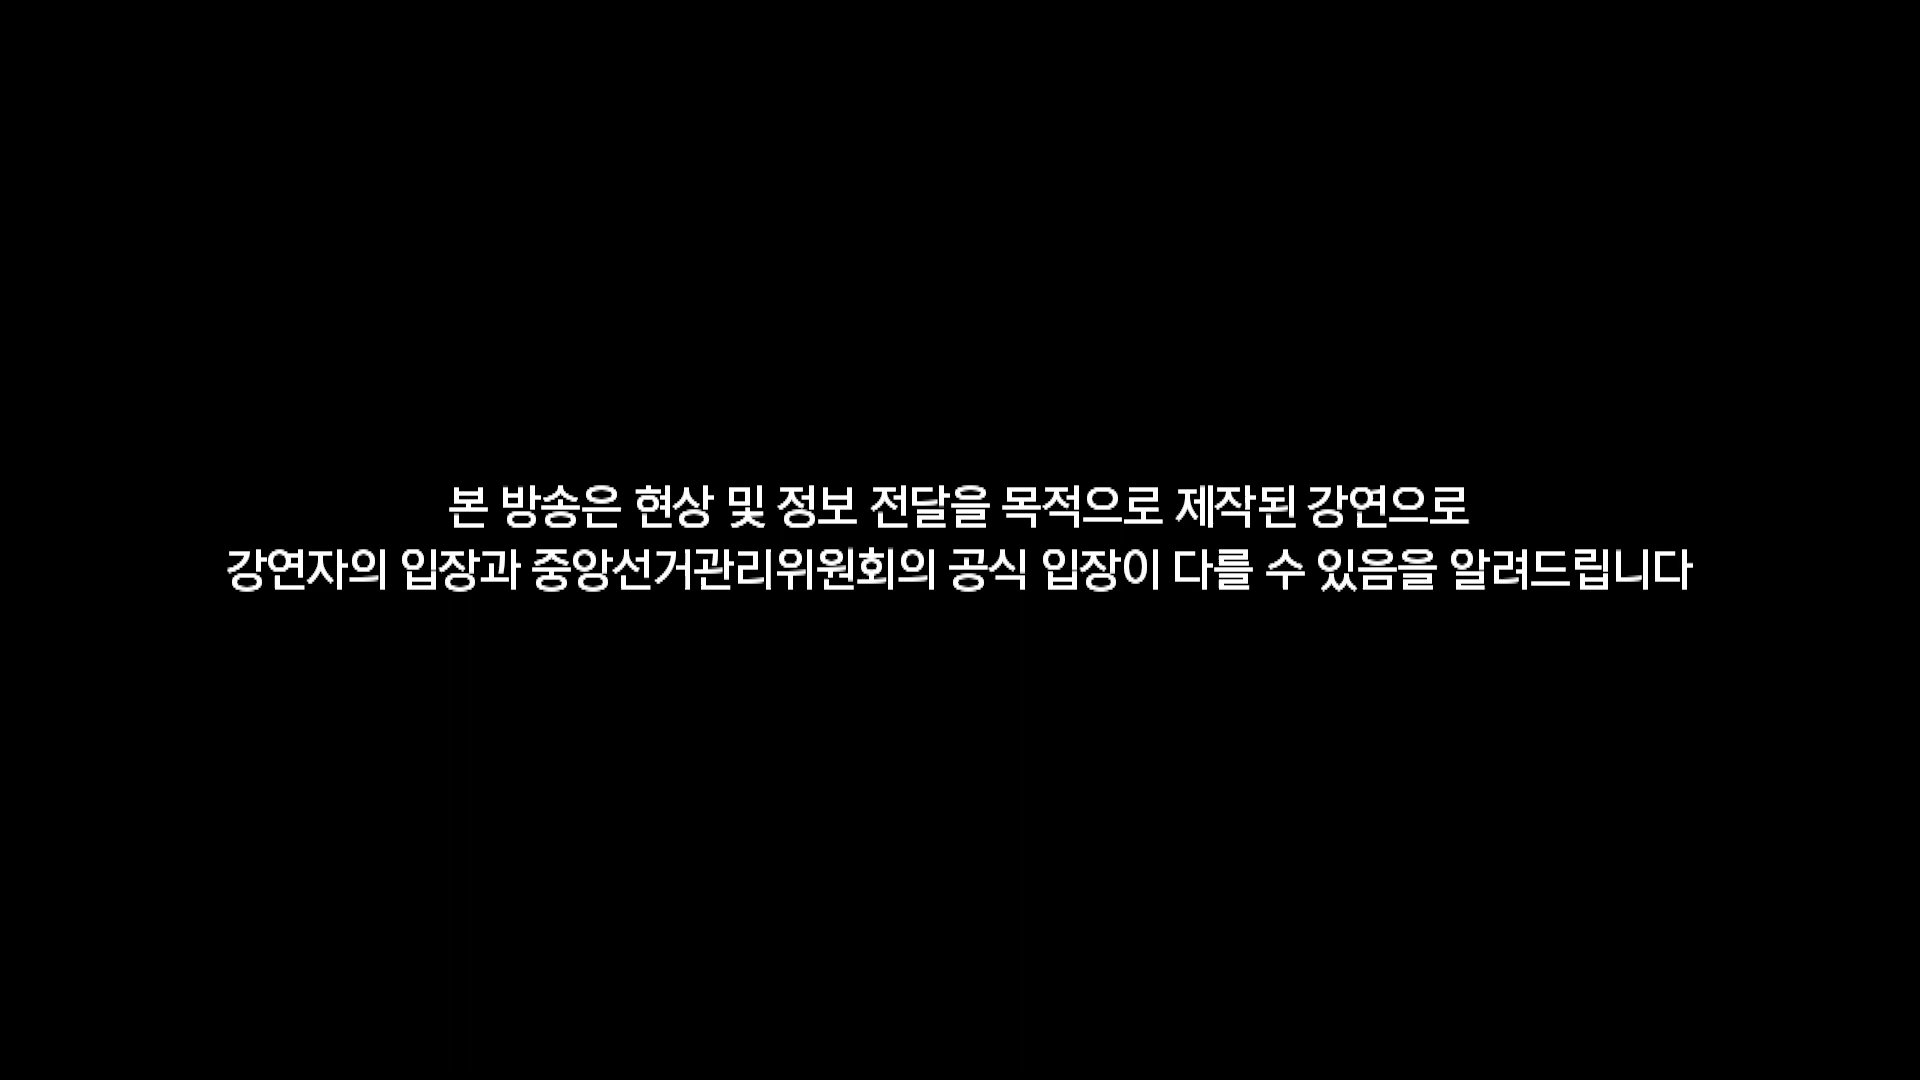 본 방송은 현상 및 정보 전달을 목적으로 제작된 강연으로
강연자의 입장과 중앙선거관리위원회의 공식 입장이 다를 수 있음을 알려드립니다